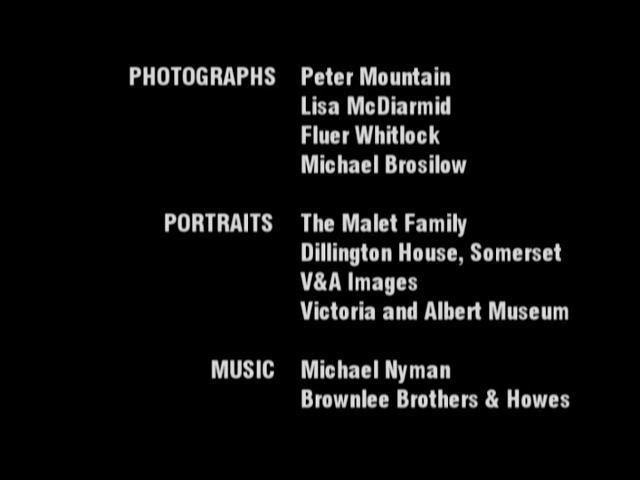 PHOTOGRAPHS Peter Mountain
Lisa McDiarmid
Fluer Whitlock
Michael Brosilow
PORTRAITS The Malet Family
Dillington House, Somerset
V&A Images
Victoria and Albert Museum
MUSIC Michael Nyman
Brownlee Brothers & Howes